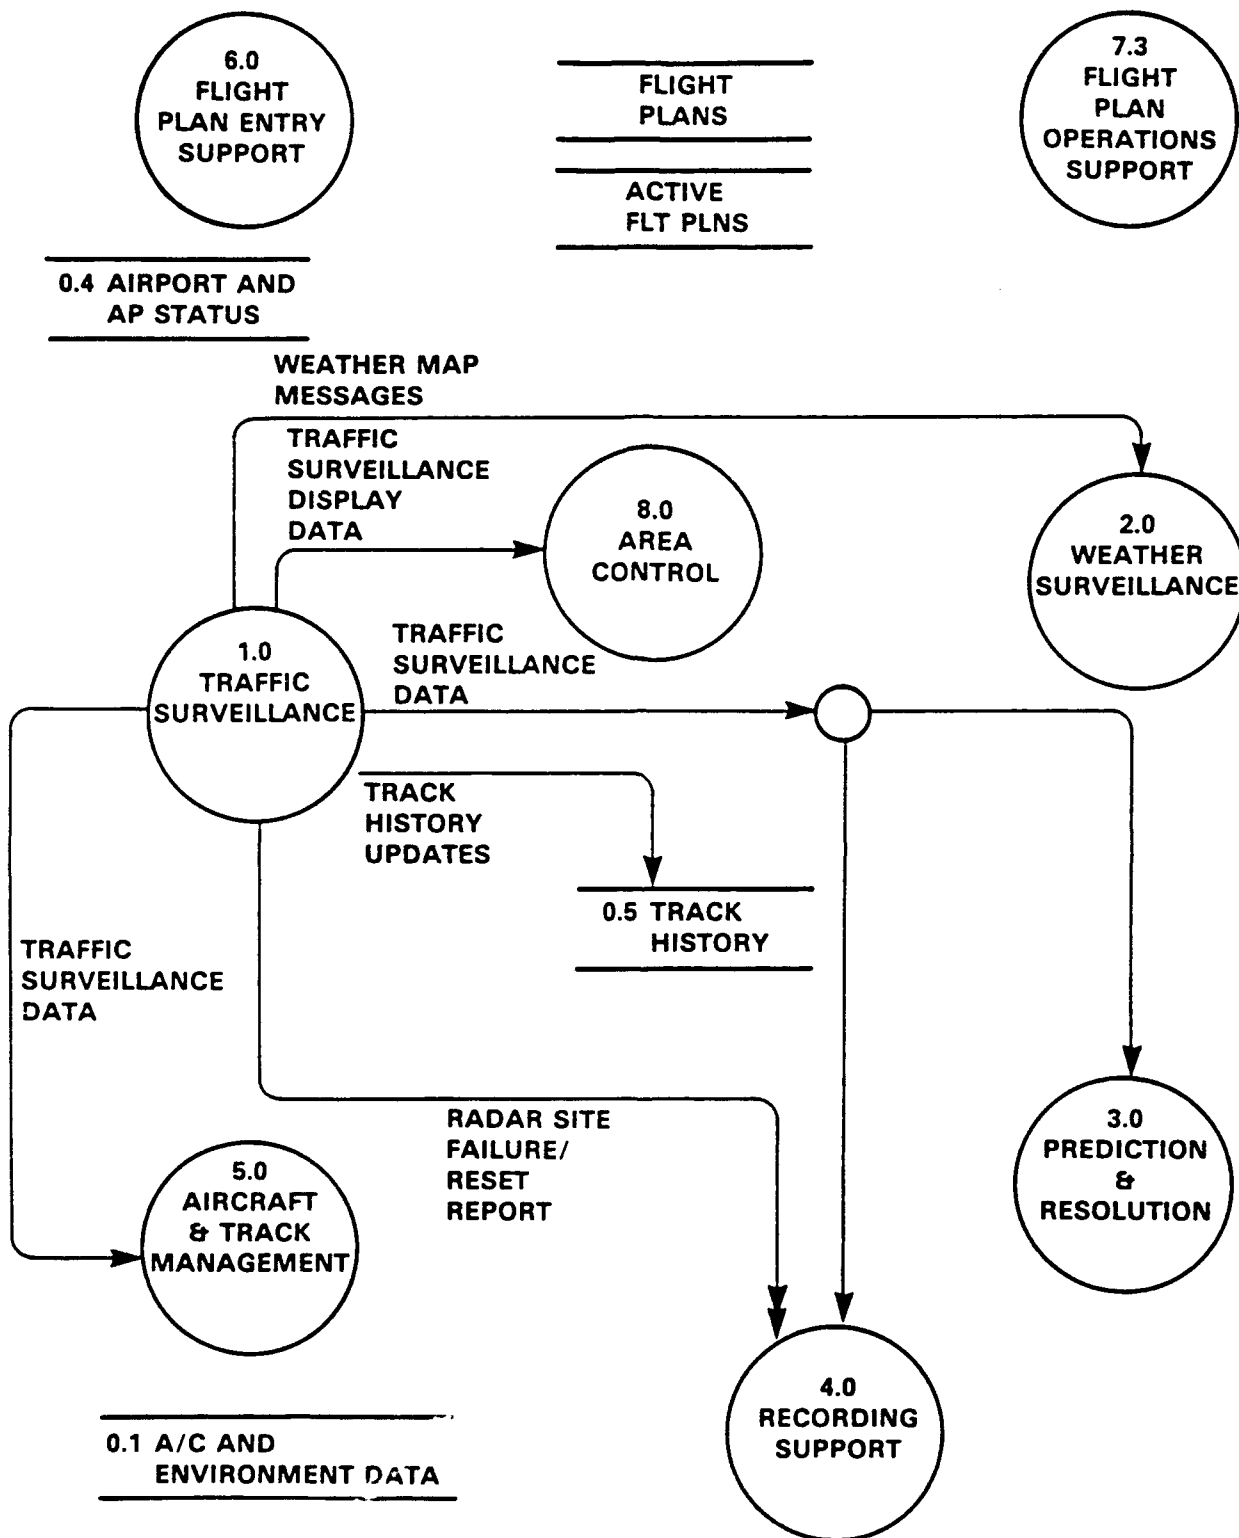 6.0
FLIGHT
PLAN ENTRY
SUPPORT
FLIGHT
PLANS
7.3
FLIGHT
PLAN
OPERATIONS
SUPPORT
ACTIVE
FLT PLNS
0.4 AIRPORT AND
AP STATUS
WEATHER MAP
MESSAGES
TRAFFIC
SURVEILLANCE
DISPLAY
DATA
8.0
AREA
CONTROL
2.0
WEATHER
SURVEILLANCE
1.0
TRAFFIC
SURVEILLANCE
TRAFFIC
SURVEILLANCE
DATA
TRACK
HISTORY
UPDATES
0.5 TRACK
HISTORY
TRAFFIC
SURVEILLANCE
DATA
RADAR SITE
FAILURE/
RESET
REPORT
3.0
PREDICTION
&
RESOLUTION
5.0
AIRCRAFT
& TRACK
MANAGEMENT
4.0
RECORDING
SUPPORT
0.1 A/C AND
ENVIRONMENT DATA